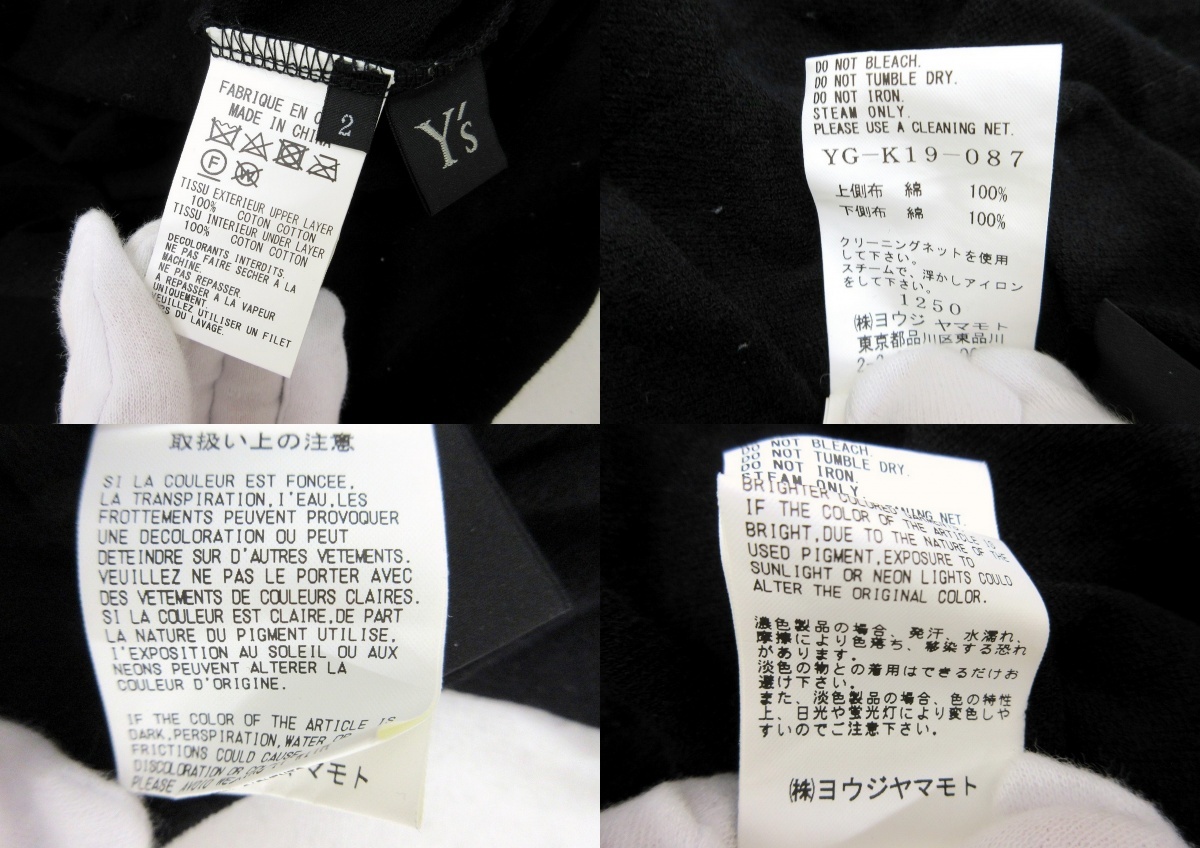 FABRIQUE EN
MADE IN CHINA
2
Y's
TISSU EXTERIEUR UPPER LAYER
100% COTON COTTON
TISSU INTERIEUR UNDER LAYER
100% COTON COTTON
DECOLORANTS INTERDITS.
NE PAS FAIRE SECHER A LA
MACHINE.
NE PAS REPASSER.
A REPASSER A LA VAPEUR
UNIQUEMENT.
VEUILLEZ UTILISER UN FILET
DU LAVAGE.
DO NOT BLEACH.
DO NOT TUMBLE DRY.
DO NOT IRON.
STEAM ONLY.
PLEASE USE A CLEANING NET.
YG-K19-087
上側布 綿 100%
下側布 綿 100%
クリーニングネットを使用
して下さい。
スチームで、浮かしアイロン
をして下さい。
1250
㈱ヨウジ ヤマモト
東京都品川区東品川
取扱い上の注意
SI LA COULEUR EST FONCEE,
LA TRANSPIRATION,I'EAU,LES
FROTTEMENTS PEUVENT PROVOQUER
UNE DECOLORATION OU PEUT
DETEINDRE SUR D'AUTRES VETEMENTS.
VEUILLEZ NE PAS LE PORTER AVEC
DES VETEMENTS DE COULEURS CLAIRES.
SI LA COULEUR EST CLAIRE,DE PART
LA NATURE DU PIGMENT UTILISE,
I'EXPOSITION AU SOLEIL OU AUX
NEONS PEUVENT ALTERER LA
COULEUR D'ORIGINE.
IF THE COLOR OF THE ARTICLE IS
DARK,PERSPIRATION,WATER OR
FRICTIONS COULD CAUSE
DISCOLORATION OR
PLEASE AVOID
ヤマモト
DO NOT BLEACH.
DO NOT TUMBLE DRY.
DO NOT IRON.
STEAM ONLY.
BRIGHTER COLORED
NET.
IF THE COLOR OF THE ARTICLE IS
BRIGHT,DUE TO THE NATURE OF THE
USED PIGMENT,EXPOSURE TO
SUNLIGHT OR NEON LIGHTS COULD
ALTER THE ORIGINAL COLOR.
濃色製品の場合、発汗、水濡れ、
摩擦により色落ち、移染する恐れ
があります。
淡色の物との着用はできるだけお
避け下さい。
また、淡色製品の場合、色の特性
上、日光や蛍光灯により変色しや
すいのでご注意下さい。
㈱ヨウジヤマモト